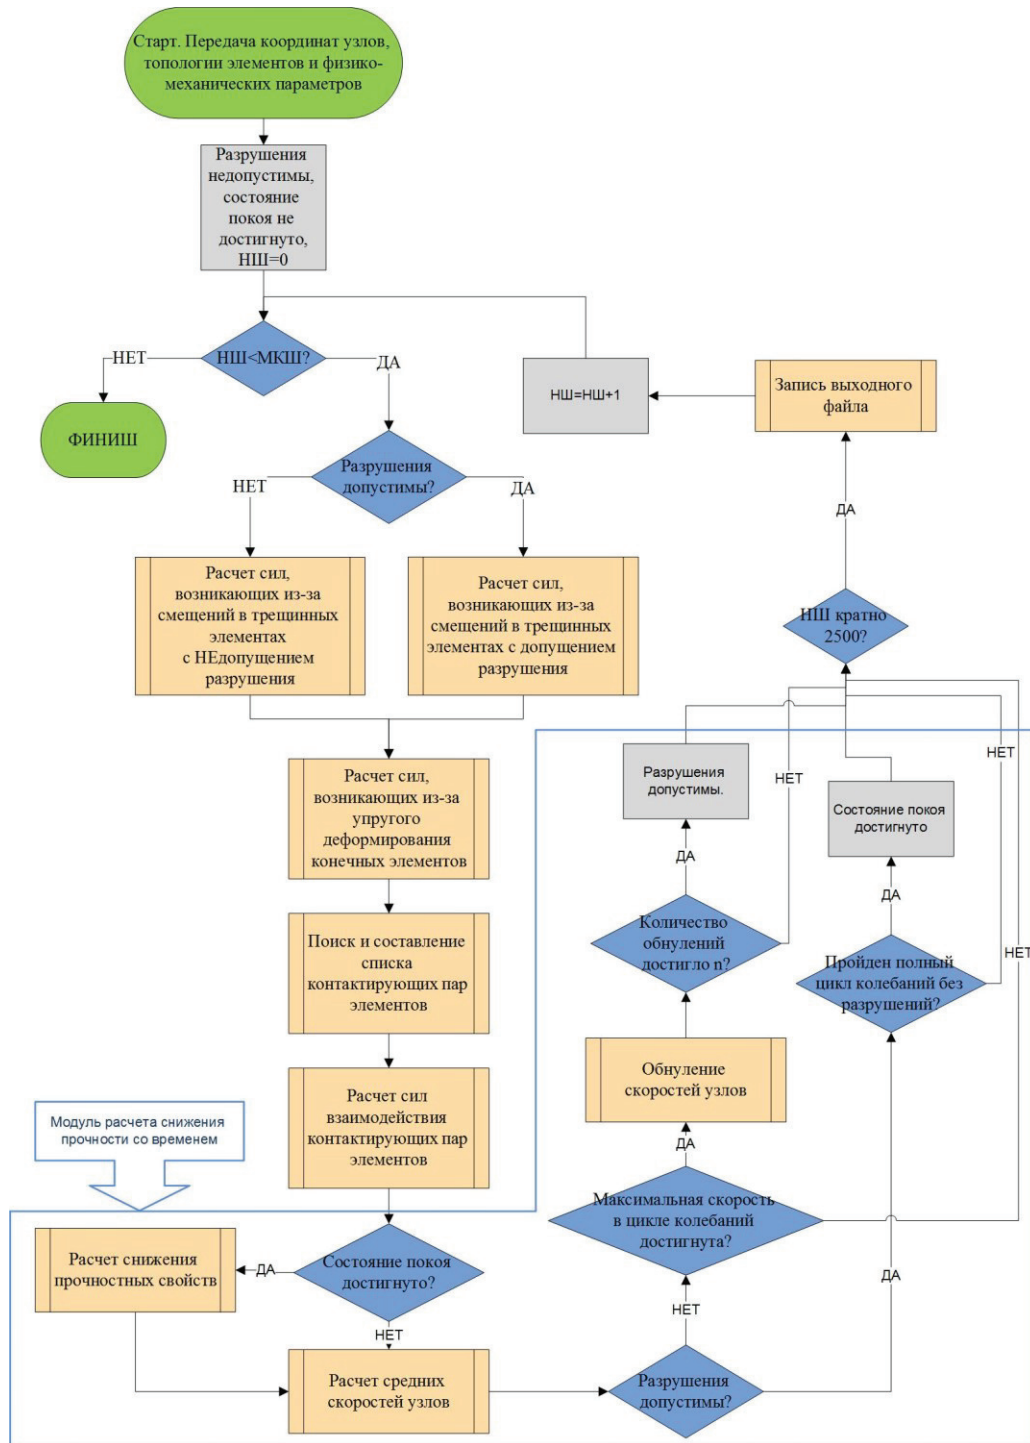 Старт. Передача координат узлов,
топологии элементов и физико-
механических параметров
Разрушения
недопустимы,
состояние
покоя не
достигнуто,
НШ=0
НШ<МКШ?
НЕТ
ДА
ФИНИШ
НШ=НШ+1
Запись выходного
файла
Разрушения
допустимы?
НЕТ
ДА
ДА
Расчет сил,
возникающих из-за
смещений в трещинных
элементах
с НЕдопущением
разрушения
Расчет сил,
возникающих из-за
смещений в трещинных
элементах с допущением
разрушения
НШ кратно
2500?
Расчет сил,
возникающих из-за
упругого
деформирования
конечных элементов
Разрушения
допустимы.
НЕТ
Состояние покоя
достигнуто
НЕТ
НЕТ
ДА
ДА
Поиск и составление
списка
контактирующих пар
элементов
Количество
обнулений
достигло n?
Пройден полный
цикл колебаний без
разрушений?
Расчет сил
взаимодействия
контактирующих пар
элементов
Обнуление
скоростей узлов
Модуль расчета снижения
прочности со временем
ДА
Максимальная скорость
в цикле колебаний
достигнута?
Расчет снижения
прочностных свойств
ДА
Состояние покоя
достигнуто?
НЕТ
НЕТ
ДА
Расчет средних
скоростей узлов
Разрушения
допустимы?